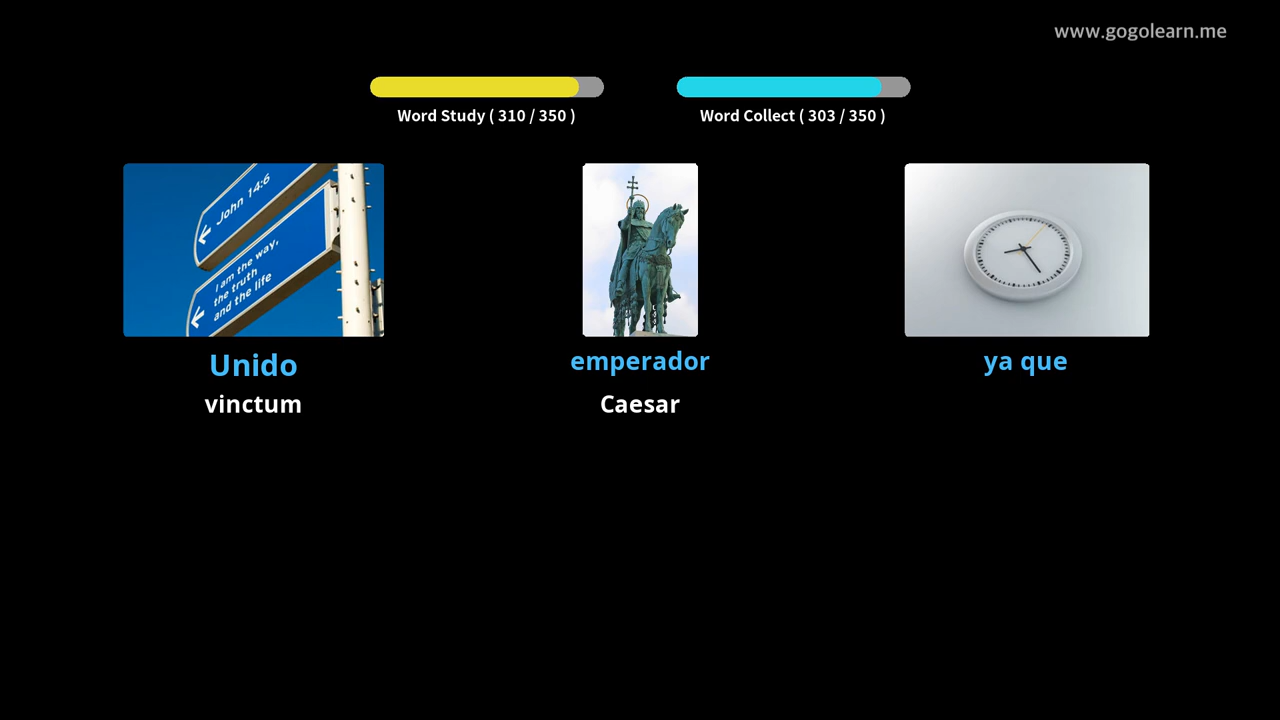 www.gogolearn.me
Word Study ( 310 / 350 )
Word Collect ( 303 / 350 )
John 14:6
I am the way,
the truth
and the life
Unido
emperador
ya que
vinctum
Caesar